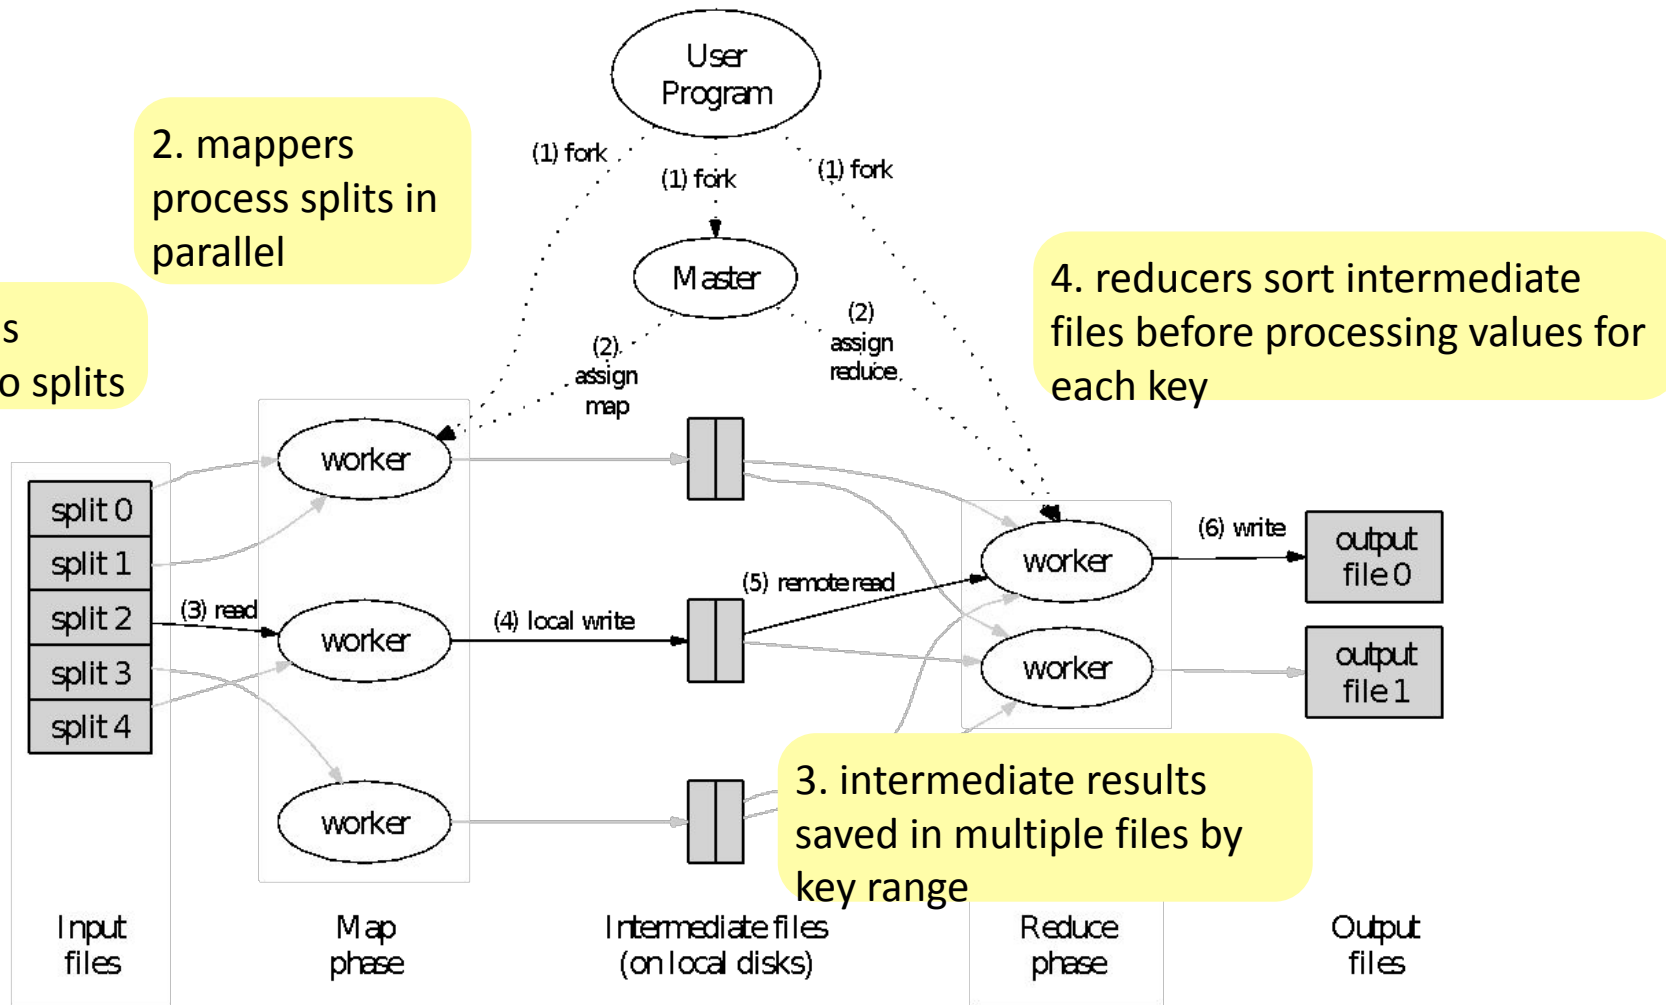 User
Program
2. mappers
process splits in
parallel
(1) fork
(1) fork
(1) fork
Master
4. reducers sort intermediate
files before processing values for
each key
s
o splits
(2)
assign
map
(2)
assign
reduce
worker
split 0
split 1
split 2
split 3
split 4
(3) read
worker
(4) local write
worker
(5) remote read
worker
worker
(6) write
output
file 0
output
file 1
3. intermediate results
saved in multiple files by
key range
Input
files
Map
phase
Intermediate files
(on local disks)
Reduce
phase
Output
files